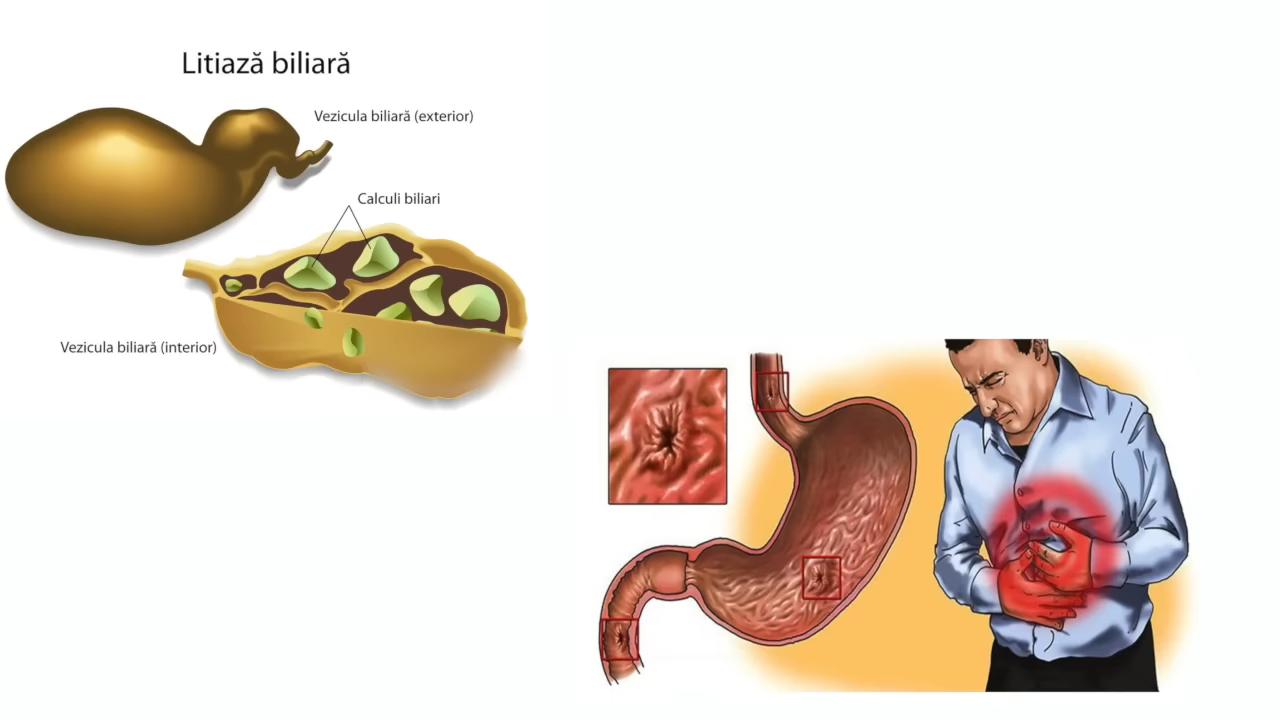 Litiază biliară
Vezicula biliară (exterior)
Calculi biliari
Vezicula biliară (interior)